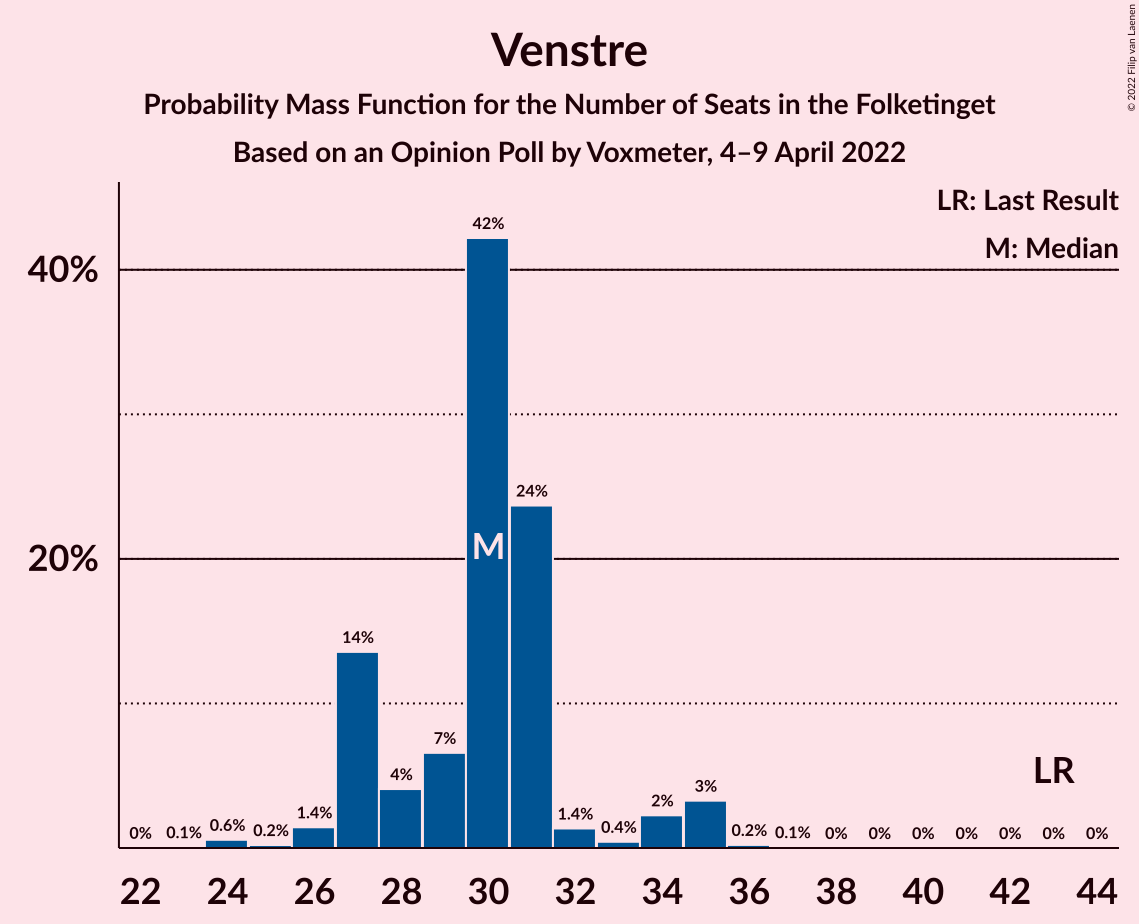 Venstre
Probability Mass Function for the Number of Seats in the Folketinget
Based on an Opinion Poll by Voxmeter, 4–9 April 2022
© 2022 Filip van Laenen
LR: Last Result
M: Median
40%
20%
0% 0.1% 0.6% 0.2% 1.4% 14% 4% 7% 42% 24% 1.4% 0.4% 2% 3% 0.2% 0.1% 0% 0% 0% 0% 0% 0% 0%
M
LR
22 24 26 28 30 32 34 36 38 40 42 44